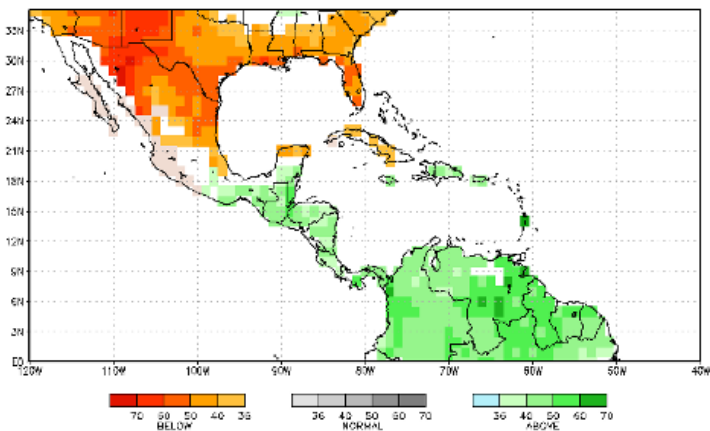 33N
30N
27N
24N
21N
18N
15N
12N
9N
6N
3N
EQ
120W 110W 100W 90W 80W 70W 60W 50W 40W
70 60 50 40 36 36 40 50 60 70 36 40 50 60 70
BELOW NORMAL ABOVE